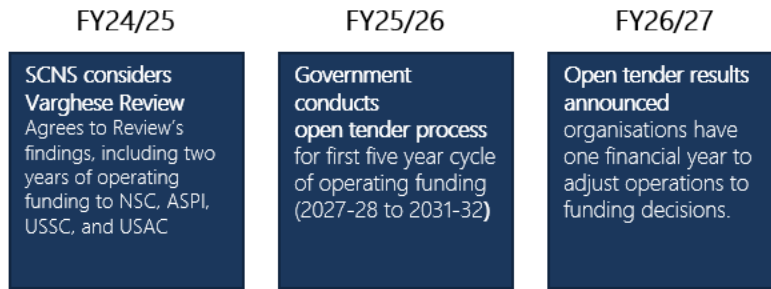 FY24/25
SCNS considers
Varghese Review
Agrees to Review's
findings, including two
years of operating
funding to NSC, ASPI,
USSC, and USAC
FY25/26
Government
conducts
open tender process
for first five year cycle
of operating funding
(2027-28 to 2031-32)
FY26/27
Open tender results
announced
organisations have
one financial year to
adjust operations to
funding decisions.